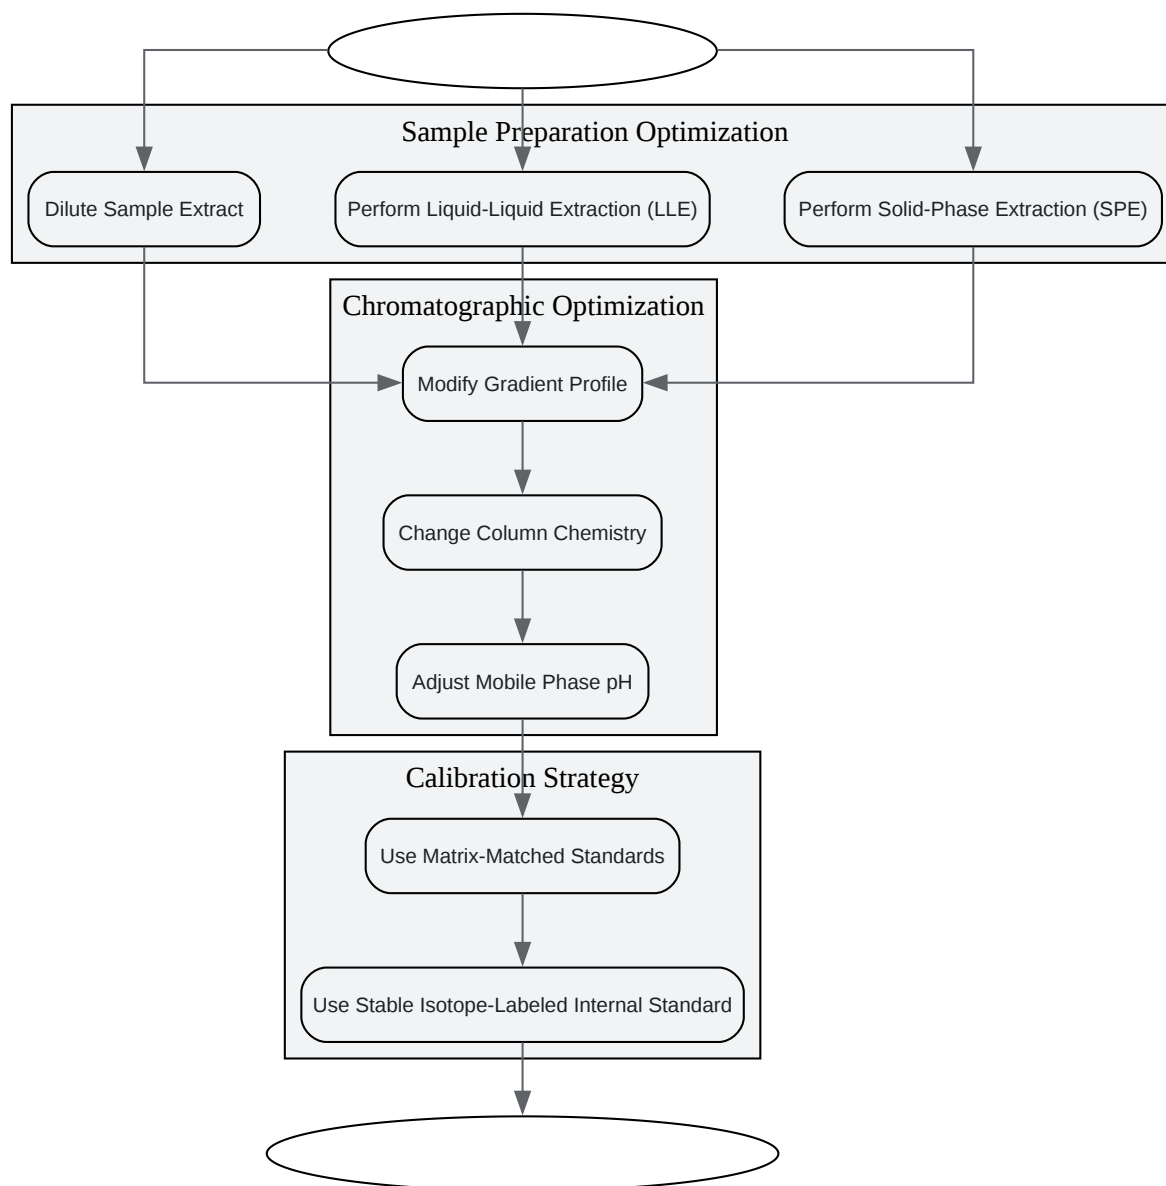 Sample Preparation Optimization
Dilute Sample Extract
Perform Liquid-Liquid Extraction (LLE)
Perform Solid-Phase Extraction (SPE)
Chromatographic Optimization
Modify Gradient Profile
Change Column Chemistry
Adjust Mobile Phase pH
Calibration Strategy
Use Matrix-Matched Standards
Use Stable Isotope-Labeled Internal Standard